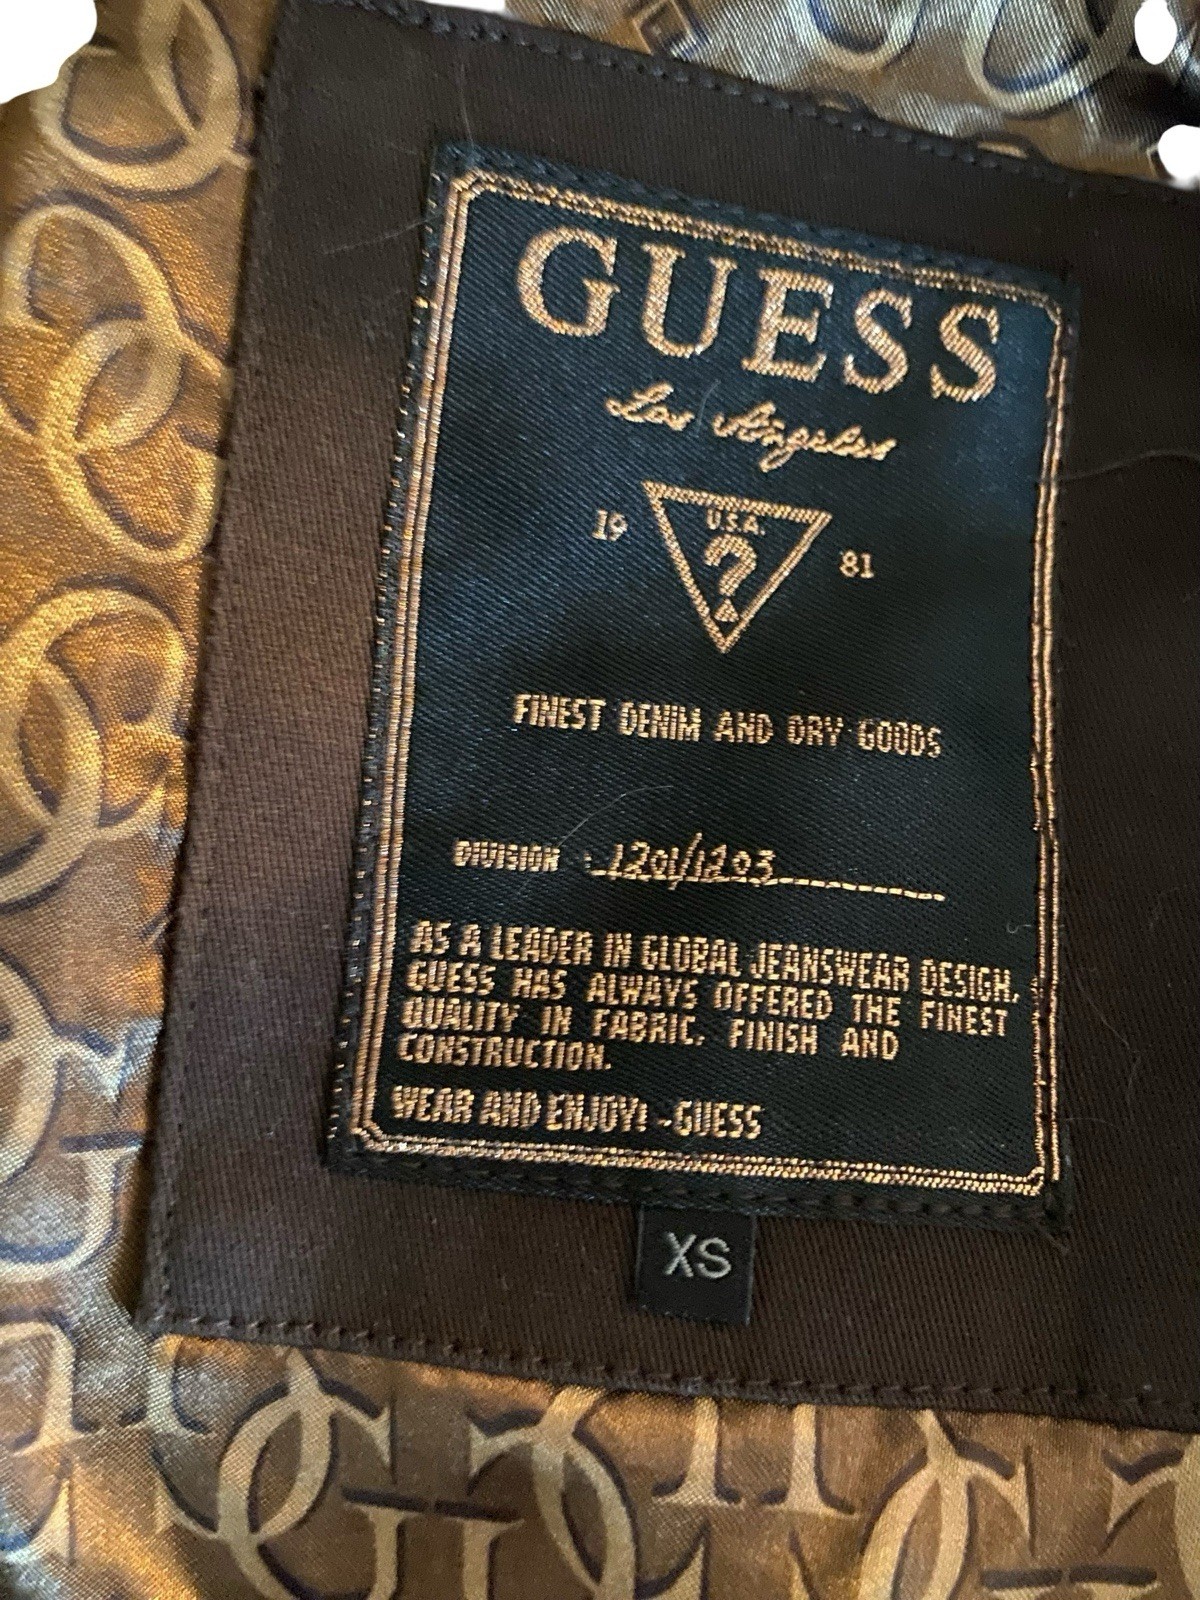 GUESS
Los Angeles
19 U.S.A. 81
?
FINEST DENIM AND DRY GOODS
DIVISION : 1201/1203
AS A LEADER IN GLOBAL JEANSWEAR DESIGN,
GUESS HAS ALWAYS OFFERED THE FINEST
QUALITY IN FABRIC, FINISH AND
CONSTRUCTION.
WEAR AND ENJOY! -GUESS
XS